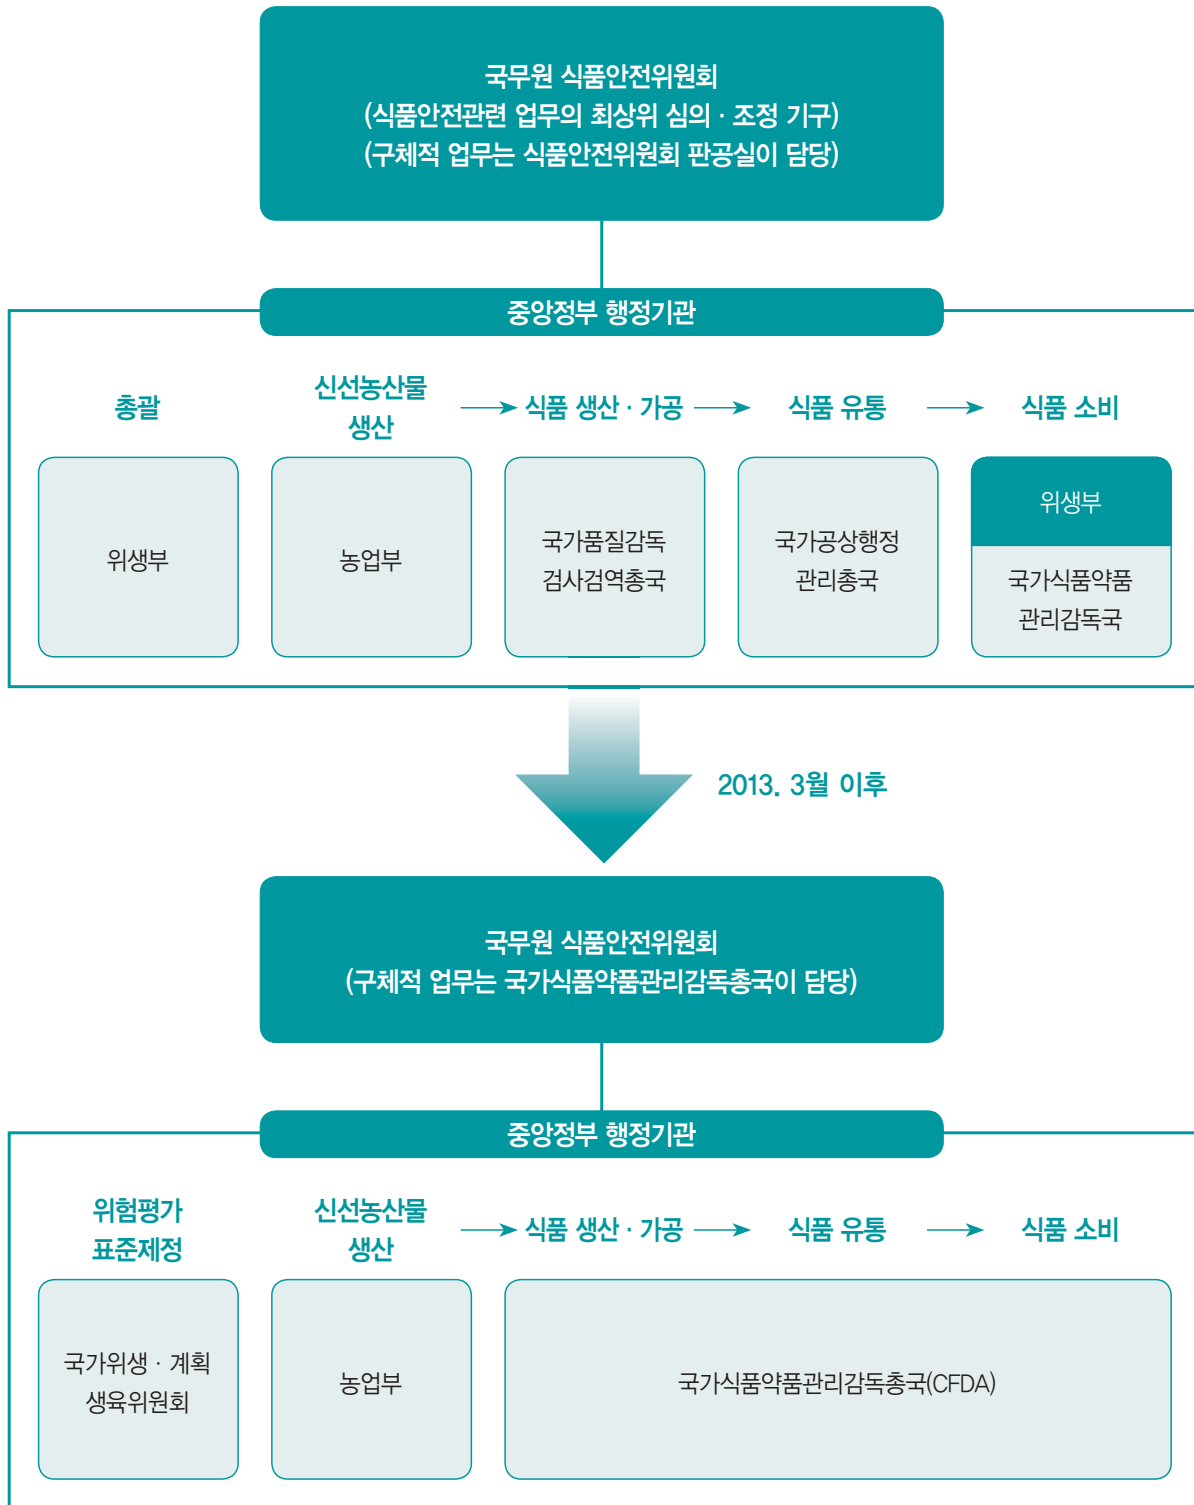 국무원 식품안전위원회
(식품안전관련 업무의 최상위 심의 · 조정 기구)
(구체적 업무는 식품안전위원회 판공실이 담당)
중앙정부 행정기관
총괄
신선농산물
생산
식품 생산 · 가공
식품 유통
식품 소비
위생부
농업부
국가품질감독
검사검역총국
국가공상행정
관리총국
위생부
국가식품약품
관리감독국
2013. 3월 이후
국무원 식품안전위원회
(구체적 업무는 국가식품약품관리감독총국이 담당)
중앙정부 행정기관
위험평가
표준제정
신선농산물
생산
식품 생산 · 가공
식품 유통
식품 소비
국가위생 · 계획
생육위원회
농업부
국가식품약품관리감독총국(CFDA)